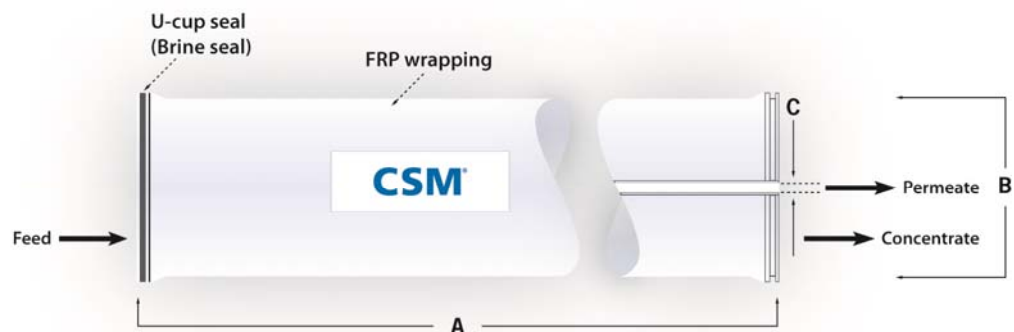 U-cup seal
(Brine seal)
FRP wrapping
C
CSM®
Permeate
B
Feed
Concentrate
A